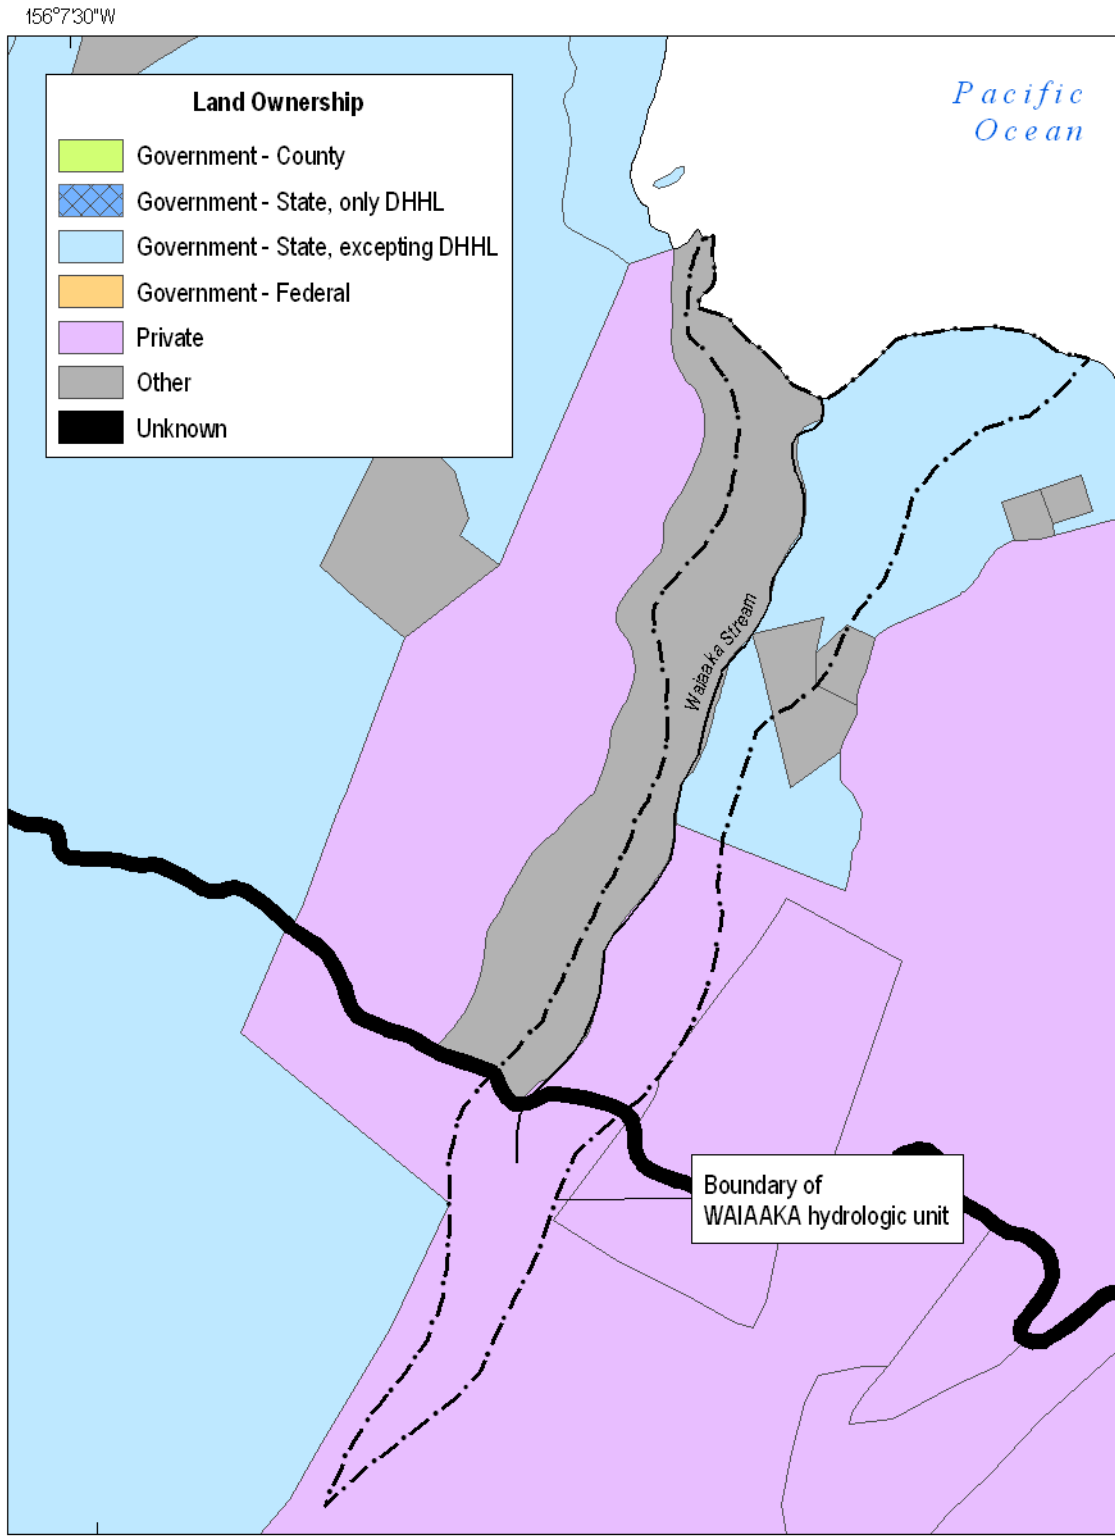 156°7'30"W
Pacific
Ocean
Land Ownership
Government - County
Government - State, only DHHL
Government - State, excepting DHHL
Government - Federal
Private
Other
Unknown
Waiaaka Stream
Boundary of
WAIAAKA hydrologic unit